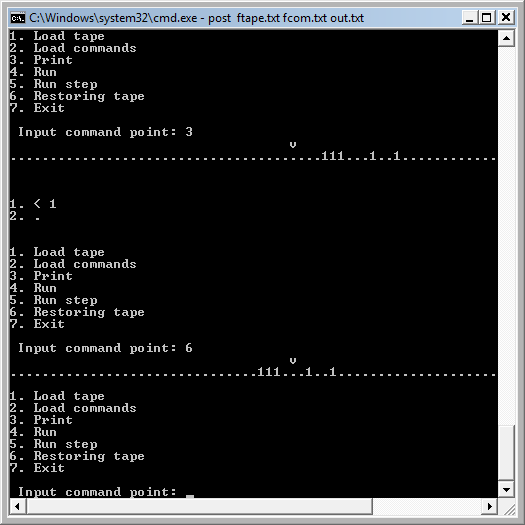 C:\Windows\system32\cmd.exe - post ftape.txt fcom.txt out.txt
1. Load tape
2. Load commands
3. Print
4. Run
5. Run step
6. Restoring tape
7. Exit
Input command point: 3
v
.......................................111...1..1............
1. < 1
2. .
1. Load tape
2. Load commands
3. Print
4. Run
5. Run step
6. Restoring tape
7. Exit
Input command point: 6
v
...............................111...1..1....................
1. Load tape
2. Load commands
3. Print
4. Run
5. Run step
6. Restoring tape
7. Exit
Input command point: _